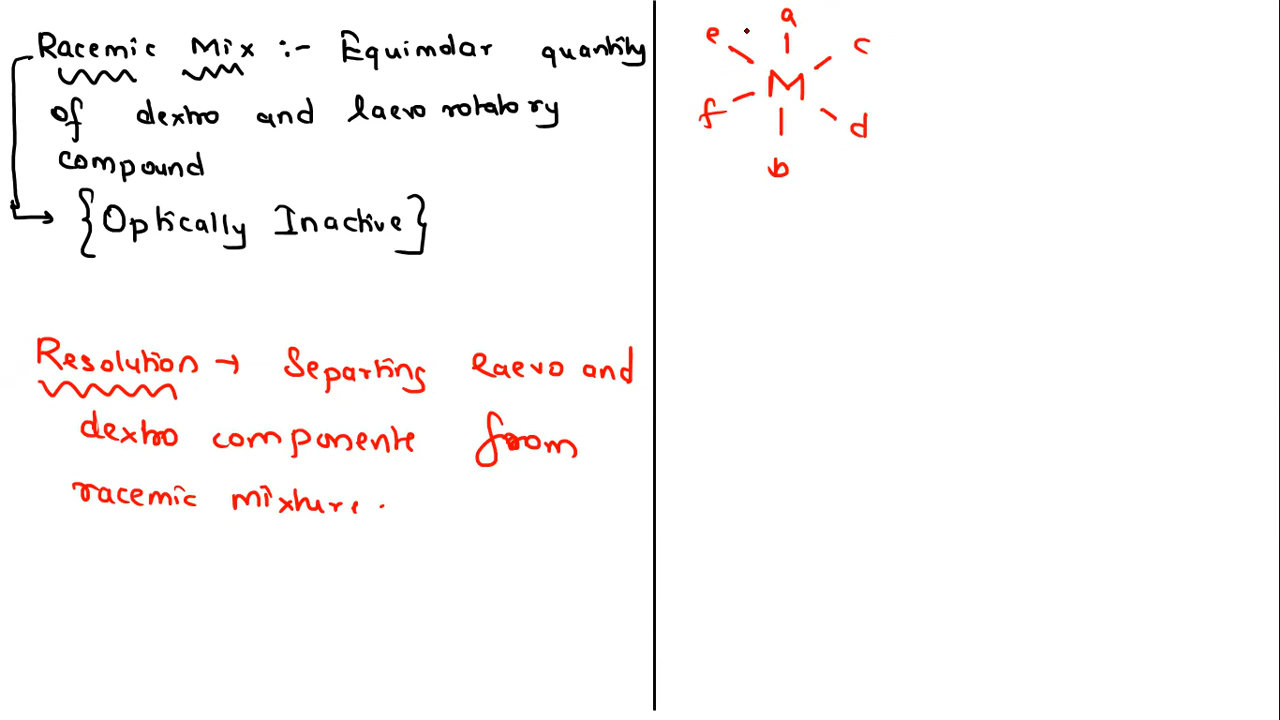 Racemic Mix :- Equimolar quantity
of dextro and laevo rotatory
compound
{Optically Inactive}
Resolution → Separting laevo and
dextro components from
racemic mixture.
a
e c
M
f d
b